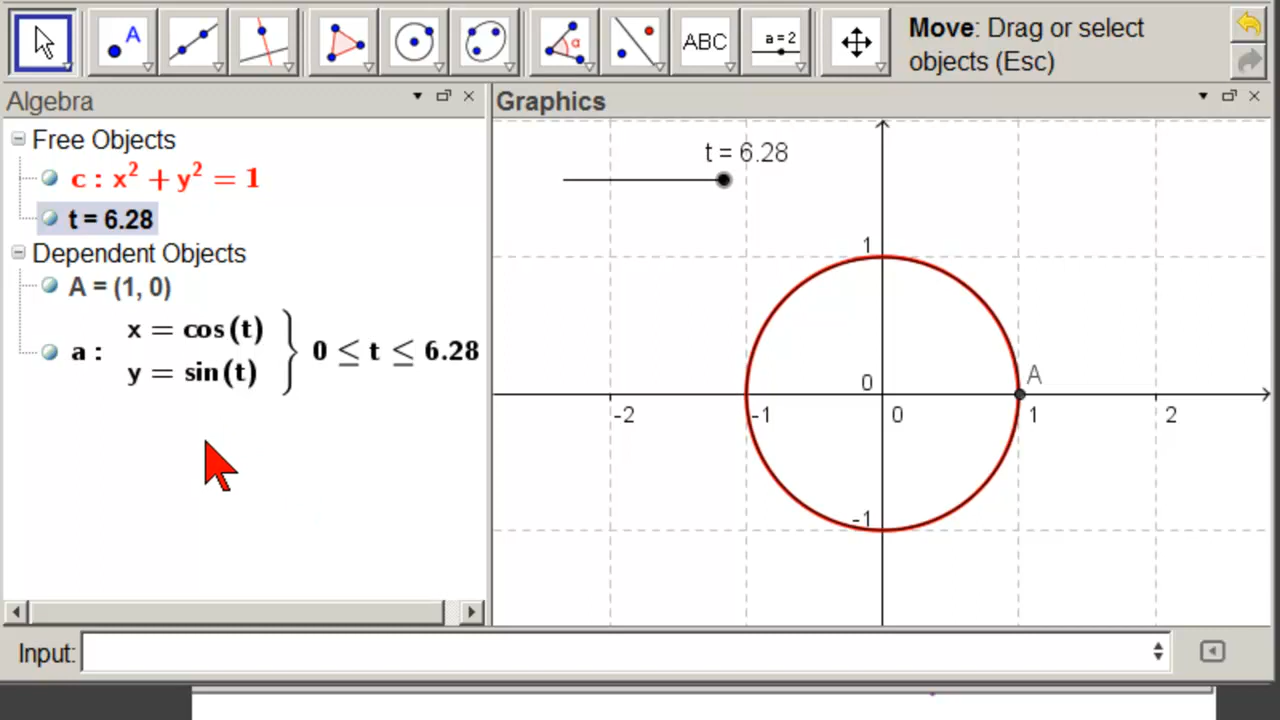 A
α
ABC
a=2
Move: Drag or select
objects (Esc)
Algebra
Free Objects
c : x² + y² = 1
t = 6.28
Dependent Objects
A = (1, 0)
a : x = cos(t)
y = sin(t)
} 0 ≤ t ≤ 6.28
Graphics
t = 6.28
1
A
0
-2
-1
0
1
2
-1
Input: